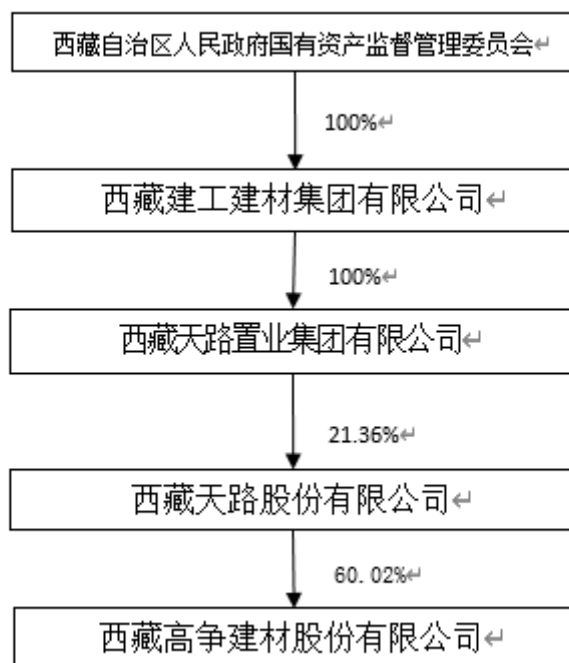 西藏自治区人民政府国有资产监督管理委员会↵
100%↵
西藏建工建材集团有限公司↵
100%↵
西藏天路置业集团有限公司↵
21.36%↵
西藏天路股份有限公司↵
60.02%↵
西藏高争建材股份有限公司↵